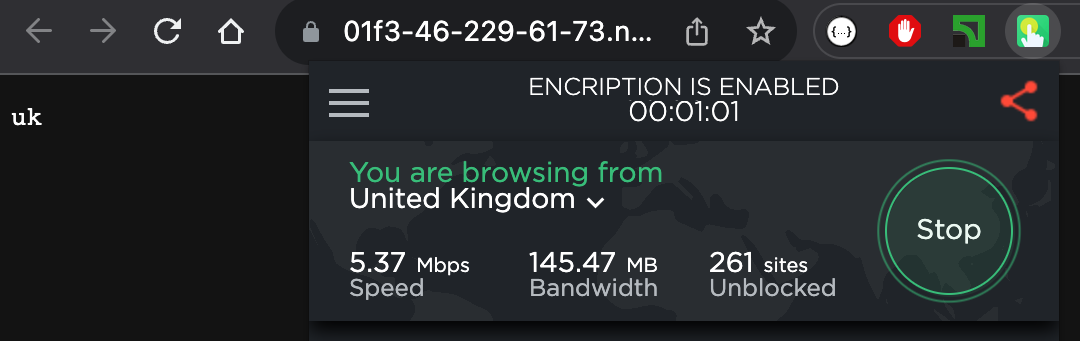 01f3-46-229-61-73.n...
{...}
uk
ENCRIPTION IS ENABLED
00:01:01
You are browsing from
United Kingdom
5.37 Mbps 145.47 MB 261 sites
Speed Bandwidth Unblocked
Stop